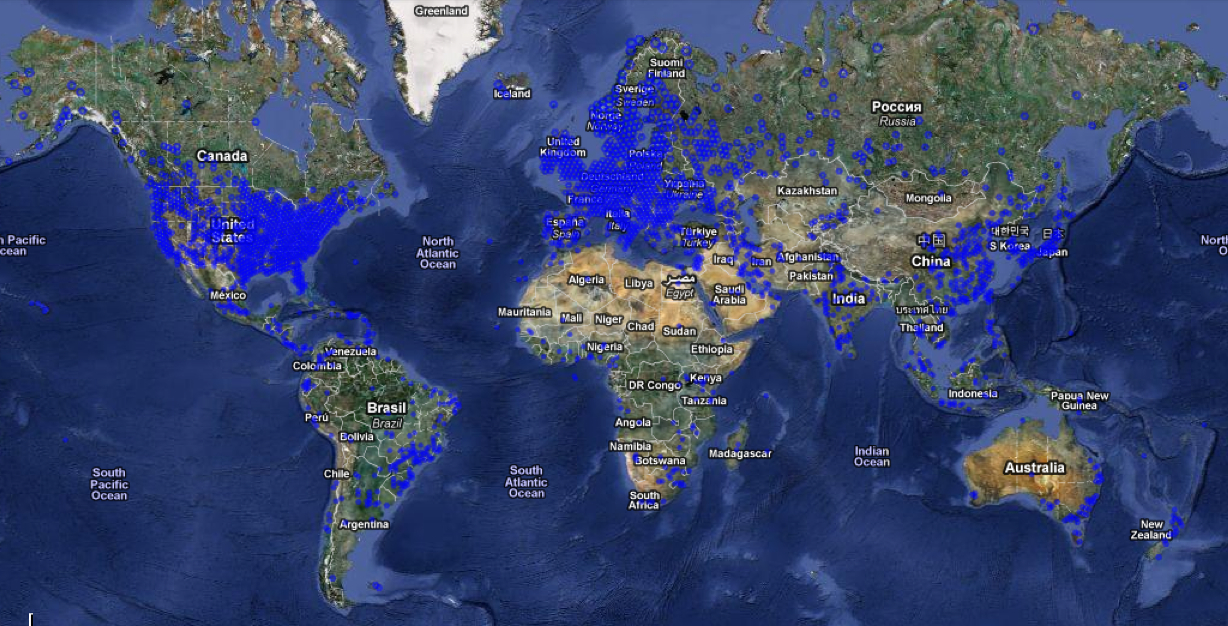 Greenland
Suomi
Finland
Iceland
Sverige
Sweden
Norge
Norway
Россия
Russia
United
Kingdom
Polska
Canada
Deutschland
Україна
Ukraine
Kazakhstan
Mongolia
France
Italia
Italy
United
States
España
Spain
Türkiye
Turkey
대한민국
S Korea
日本
Japan
中国
China
North
Atlantic
Ocean
n Pacific
cean
Nort
O
Iraq
Iran
Afghanistan
Pakistan
Algeria
Libya
مصر
Egypt
Saudi
Arabia
México
India
ประเทศไทย
Thailand
Mauritania
Mali
Niger
Chad
Sudan
Nigeria
Ethiopia
Venezuela
Colombia
DR Congo
Kenya
Tanzania
Indonesia
Papua New
Guinea
Brasil
Brazil
Perú
Bolivia
Angola
Namibia
Botswana
Madagascar
Indian
Ocean
Australia
South
Pacific
Ocean
Chile
South
Atlantic
Ocean
South
Africa
Argentina
New
Zealand